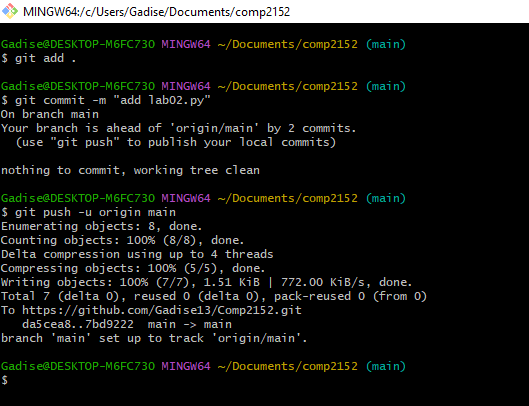 MINGW64:/c/Users/Gadise/Documents/comp2152
Gadise@DESKTOP-M6FC730 MINGW64 ~/Documents/comp2152 (main)
$ git add .
Gadise@DESKTOP-M6FC730 MINGW64 ~/Documents/comp2152 (main)
$ git commit -m "add lab02.py"
On branch main
Your branch is ahead of 'origin/main' by 2 commits.
  (use "git push" to publish your local commits)
nothing to commit, working tree clean
Gadise@DESKTOP-M6FC730 MINGW64 ~/Documents/comp2152 (main)
$ git push -u origin main
Enumerating objects: 8, done.
Counting objects: 100% (8/8), done.
Delta compression using up to 4 threads
Compressing objects: 100% (5/5), done.
Writing objects: 100% (7/7), 1.51 KiB | 772.00 KiB/s, done.
Total 7 (delta 0), reused 0 (delta 0), pack-reused 0 (from 0)
To https://github.com/Gadise13/Comp2152.git
   da5cea8..7bd9222  main -> main
branch 'main' set up to track 'origin/main'.
Gadise@DESKTOP-M6FC730 MINGW64 ~/Documents/comp2152 (main)
$